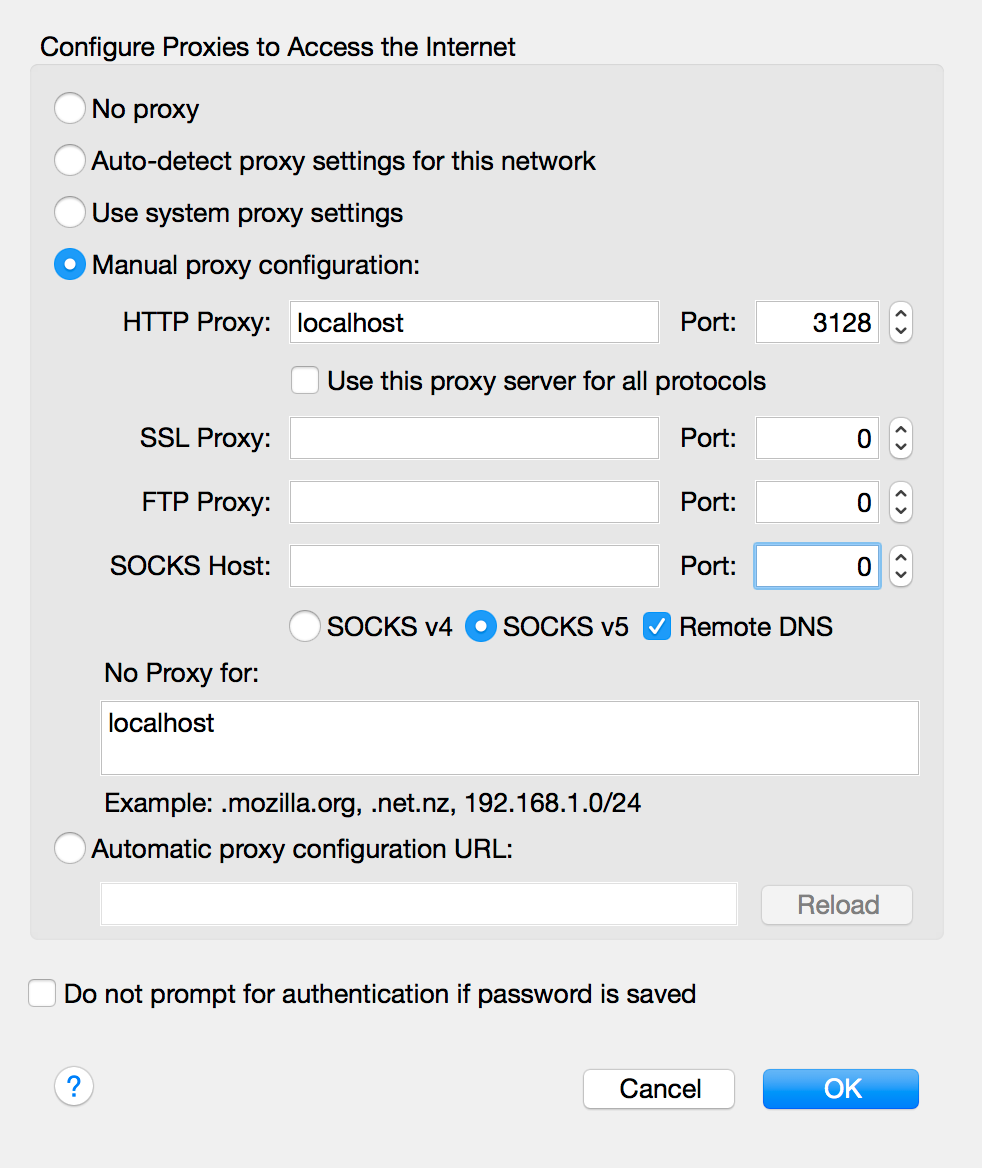 Configure Proxies to Access the Internet
No proxy
Auto-detect proxy settings for this network
Use system proxy settings
Manual proxy configuration:
HTTP Proxy: localhost Port: 3128
Use this proxy server for all protocols
SSL Proxy: Port: 0
FTP Proxy: Port: 0
SOCKS Host: Port: 0
SOCKS v4 SOCKS v5 Remote DNS
No Proxy for:
localhost
Example: .mozilla.org, .net.nz, 192.168.1.0/24
Automatic proxy configuration URL:
Reload
Do not prompt for authentication if password is saved
? Cancel OK